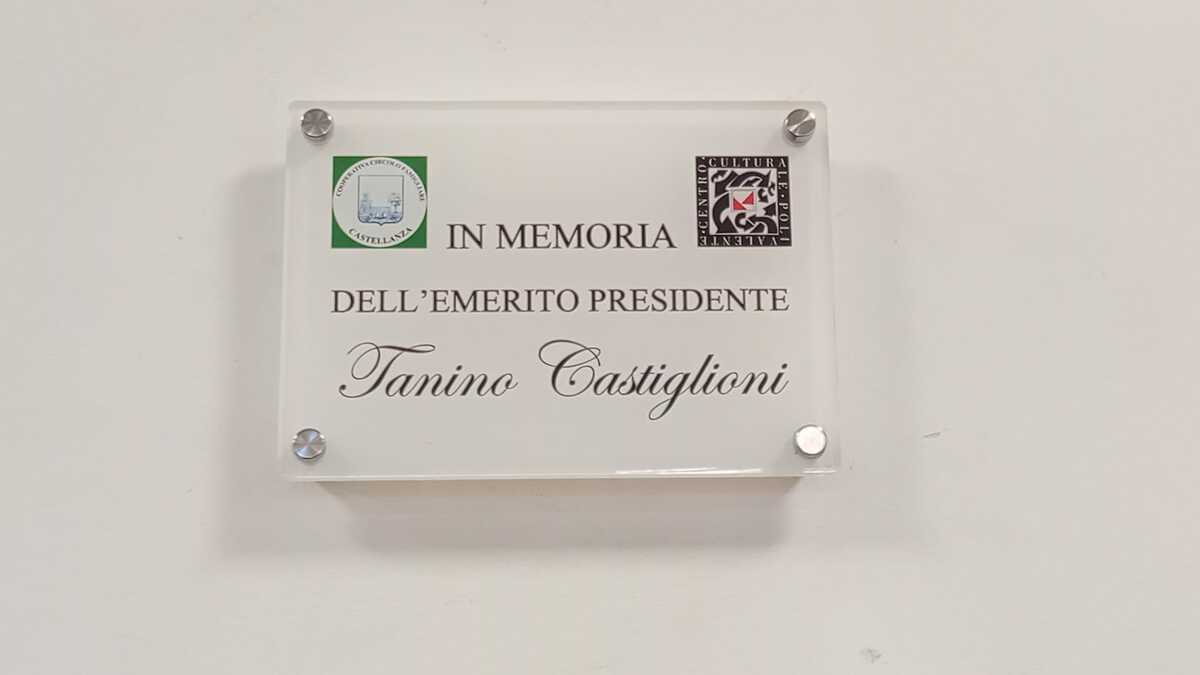 COOPERATIVA CIRCOLO FAMIGLIARE
CASTELLANZA
CENTRO • CULTURALE • POLIVALENTE •
IN MEMORIA
DELL'EMERITO PRESIDENTE
Tanino Castiglioni